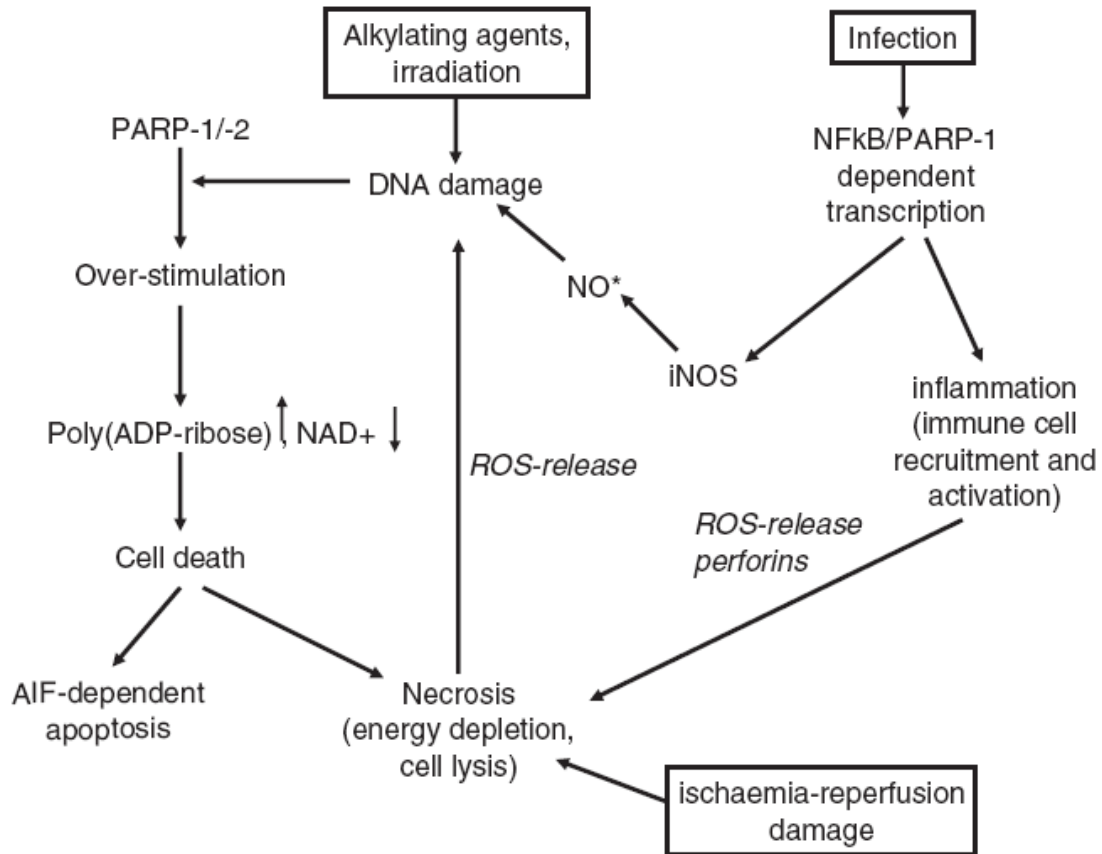 Alkylating agents,
irradiation
Infection
PARP-1/-2
DNA damage
NFkB/PARP-1
dependent
transcription
Over-stimulation
NO*
iNOS
inflammation
(immune cell
recruitment and
activation)
Poly(ADP-ribose) , NAD+
ROS-release
ROS-release
perforins
Cell death
AIF-dependent
apoptosis
Necrosis
(energy depletion,
cell lysis)
ischaemia-reperfusion
damage